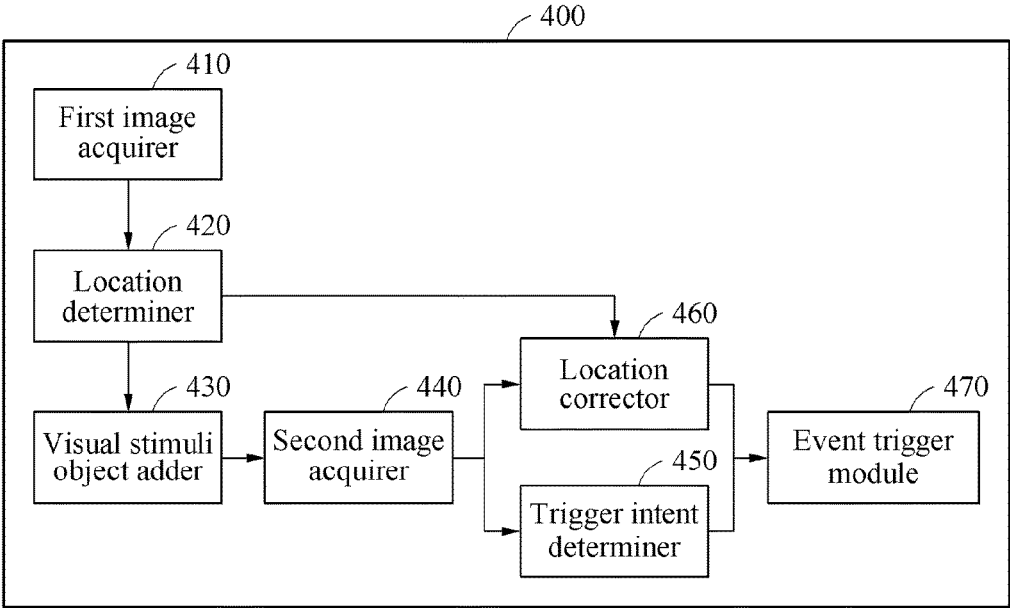 400
410
First image
acquirer
420
Location
determiner
460
Location
corrector
430
Visual stimuli
object adder
440
Second image
acquirer
450
Trigger intent
determiner
470
Event trigger
module